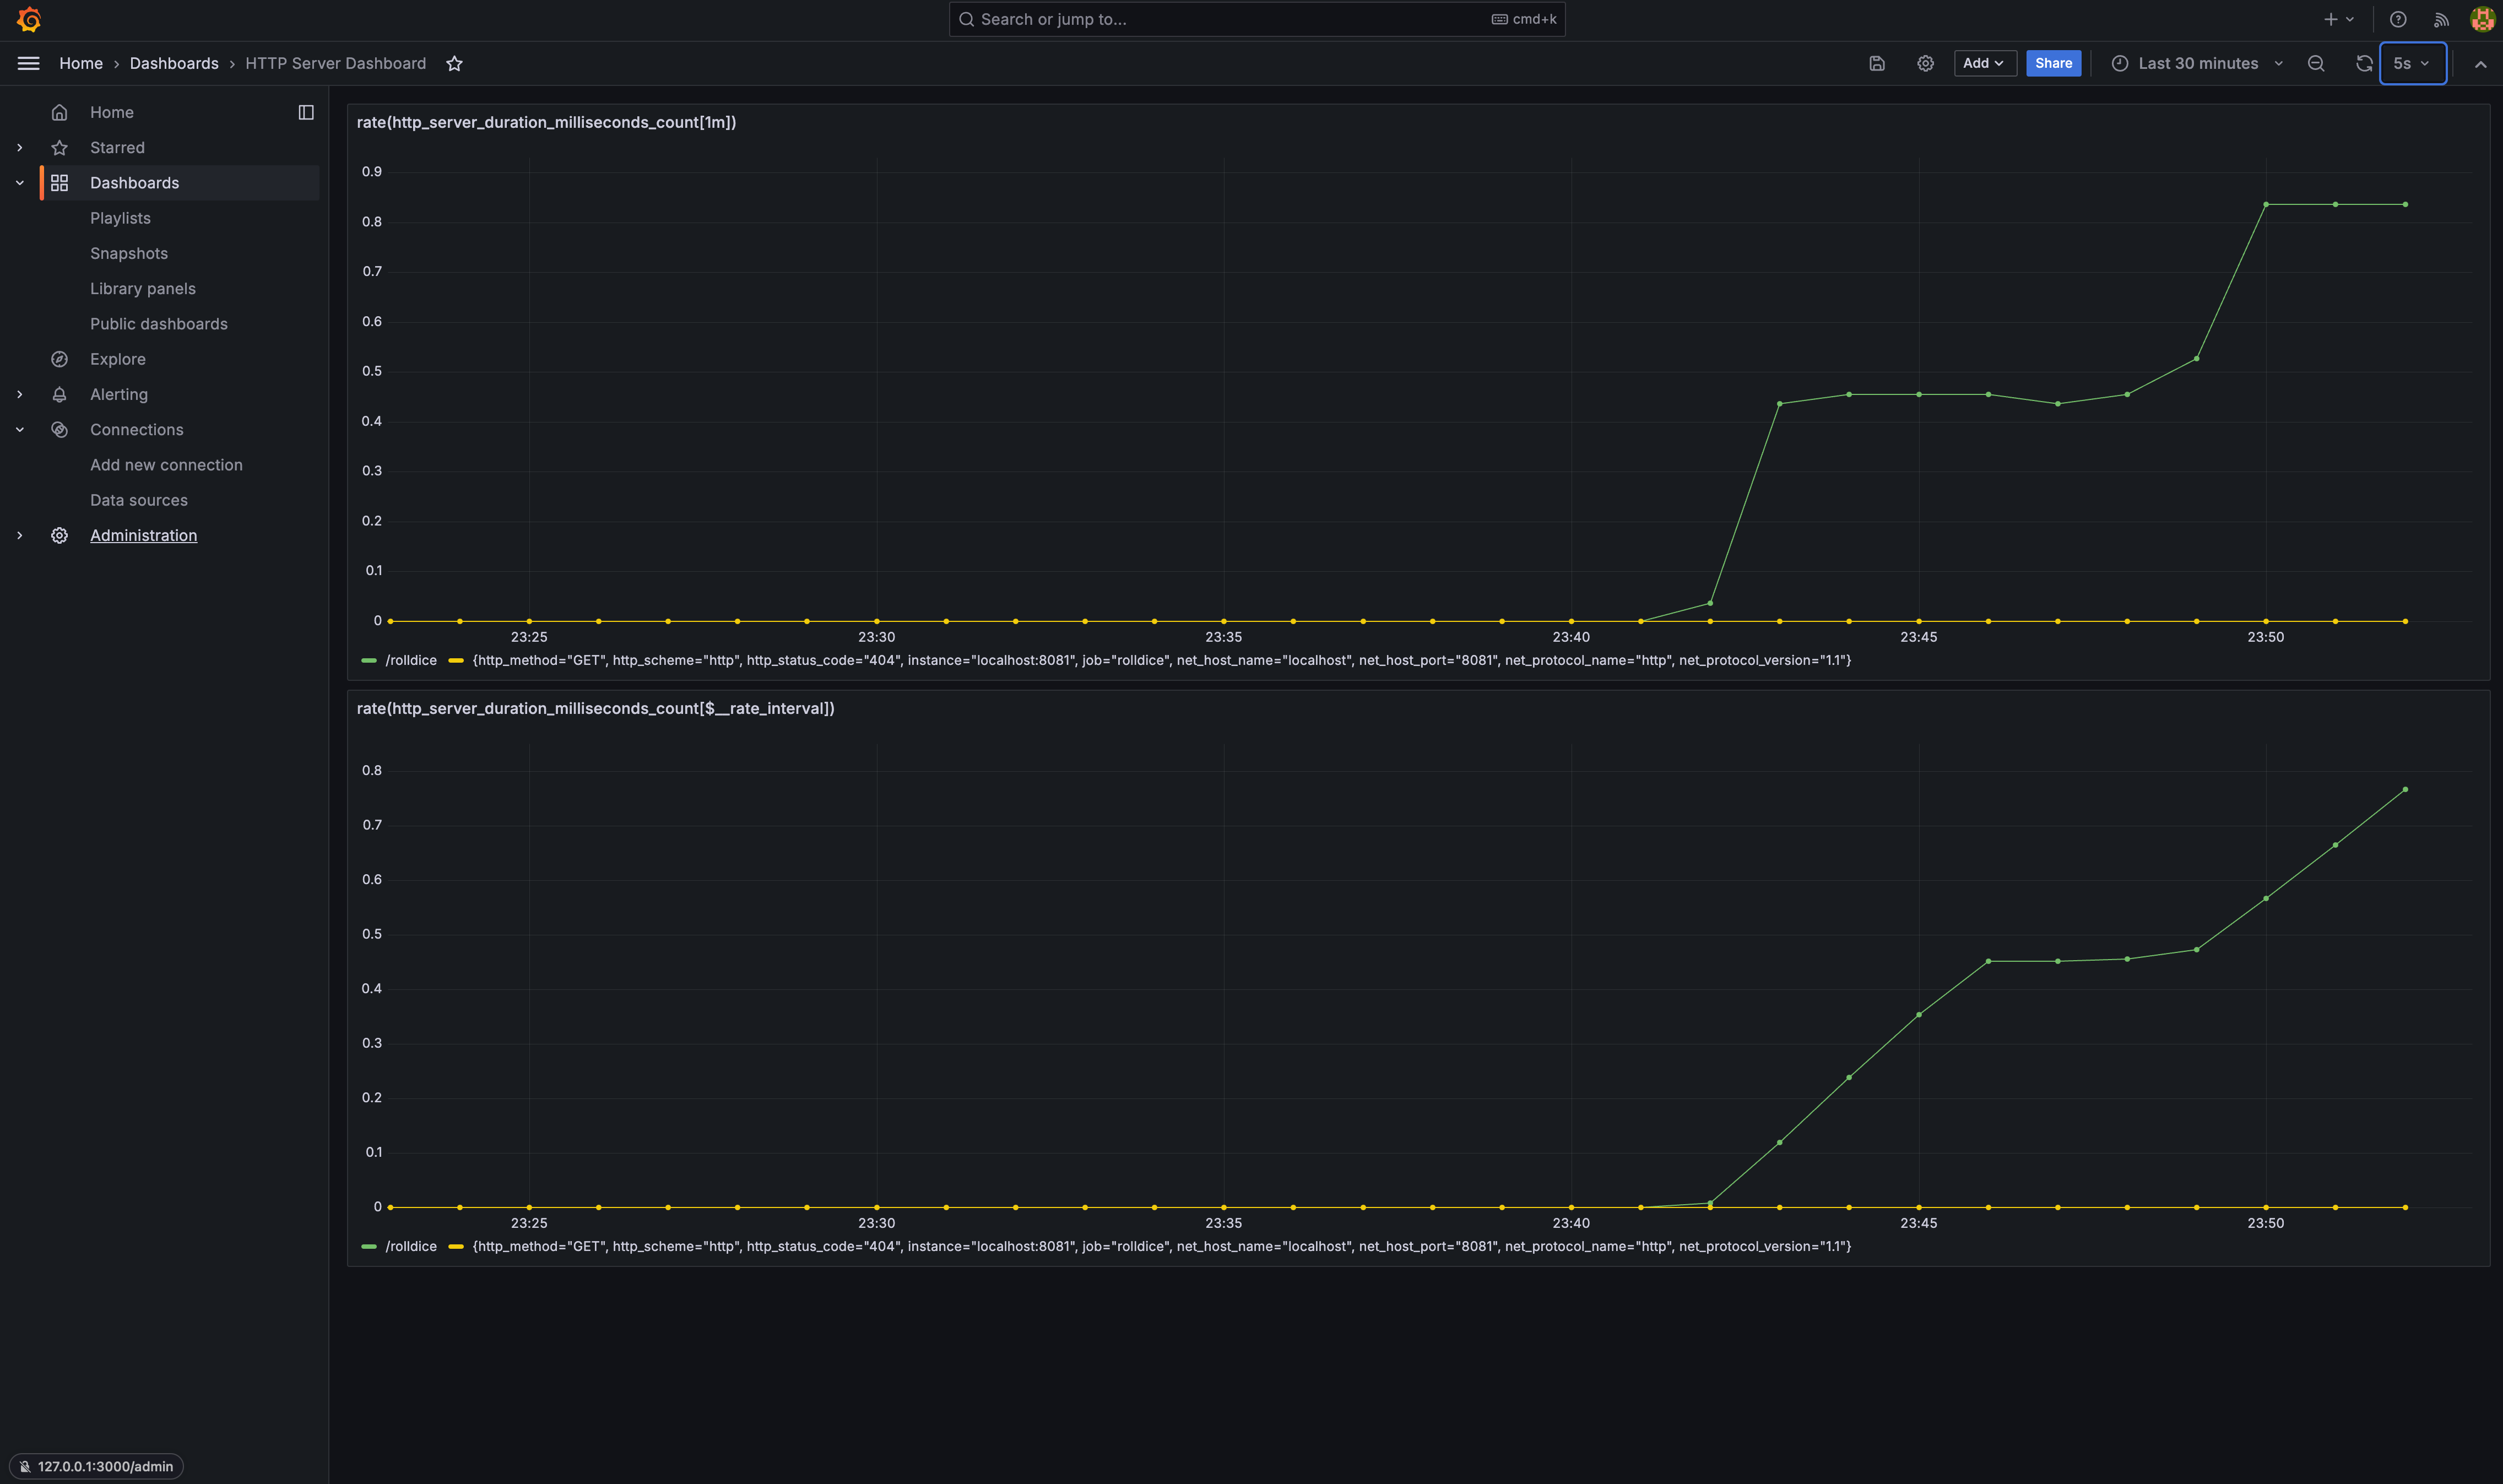 Search or jump to... cmd+k
Home › Dashboards › HTTP Server Dashboard Add Share Last 30 minutes 5s
Home
Starred
Dashboards
Playlists
Snapshots
Library panels
Public dashboards
Explore
Alerting
Connections
Add new connection
Data sources
Administration
127.0.0.1:3000/admin
rate(http_server_duration_milliseconds_count[1m])
0.9
0.8
0.7
0.6
0.5
0.4
0.3
0.2
0.1
0
23:25 23:30 23:35 23:40 23:45 23:50
/rolldice {http_method="GET", http_scheme="http", http_status_code="404", instance="localhost:8081", job="rolldice", net_host_name="localhost", net_host_port="8081", net_protocol_name="http", net_protocol_version="1.1"}
rate(http_server_duration_milliseconds_count[$__rate_interval])
0.8
0.7
0.6
0.5
0.4
0.3
0.2
0.1
0
23:25 23:30 23:35 23:40 23:45 23:50
/rolldice {http_method="GET", http_scheme="http", http_status_code="404", instance="localhost:8081", job="rolldice", net_host_name="localhost", net_host_port="8081", net_protocol_name="http", net_protocol_version="1.1"}